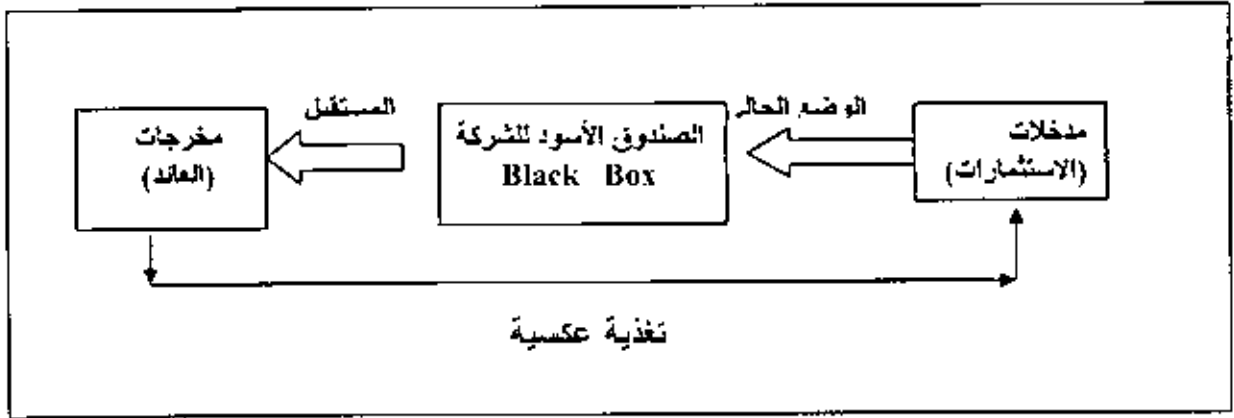 مدخلات
(الاستثمارات)
الوضع الحالي
الصندوق الأسود للشركة
Black Box
المستقبل
مخرجات
(العائد)
تغذية عكسية